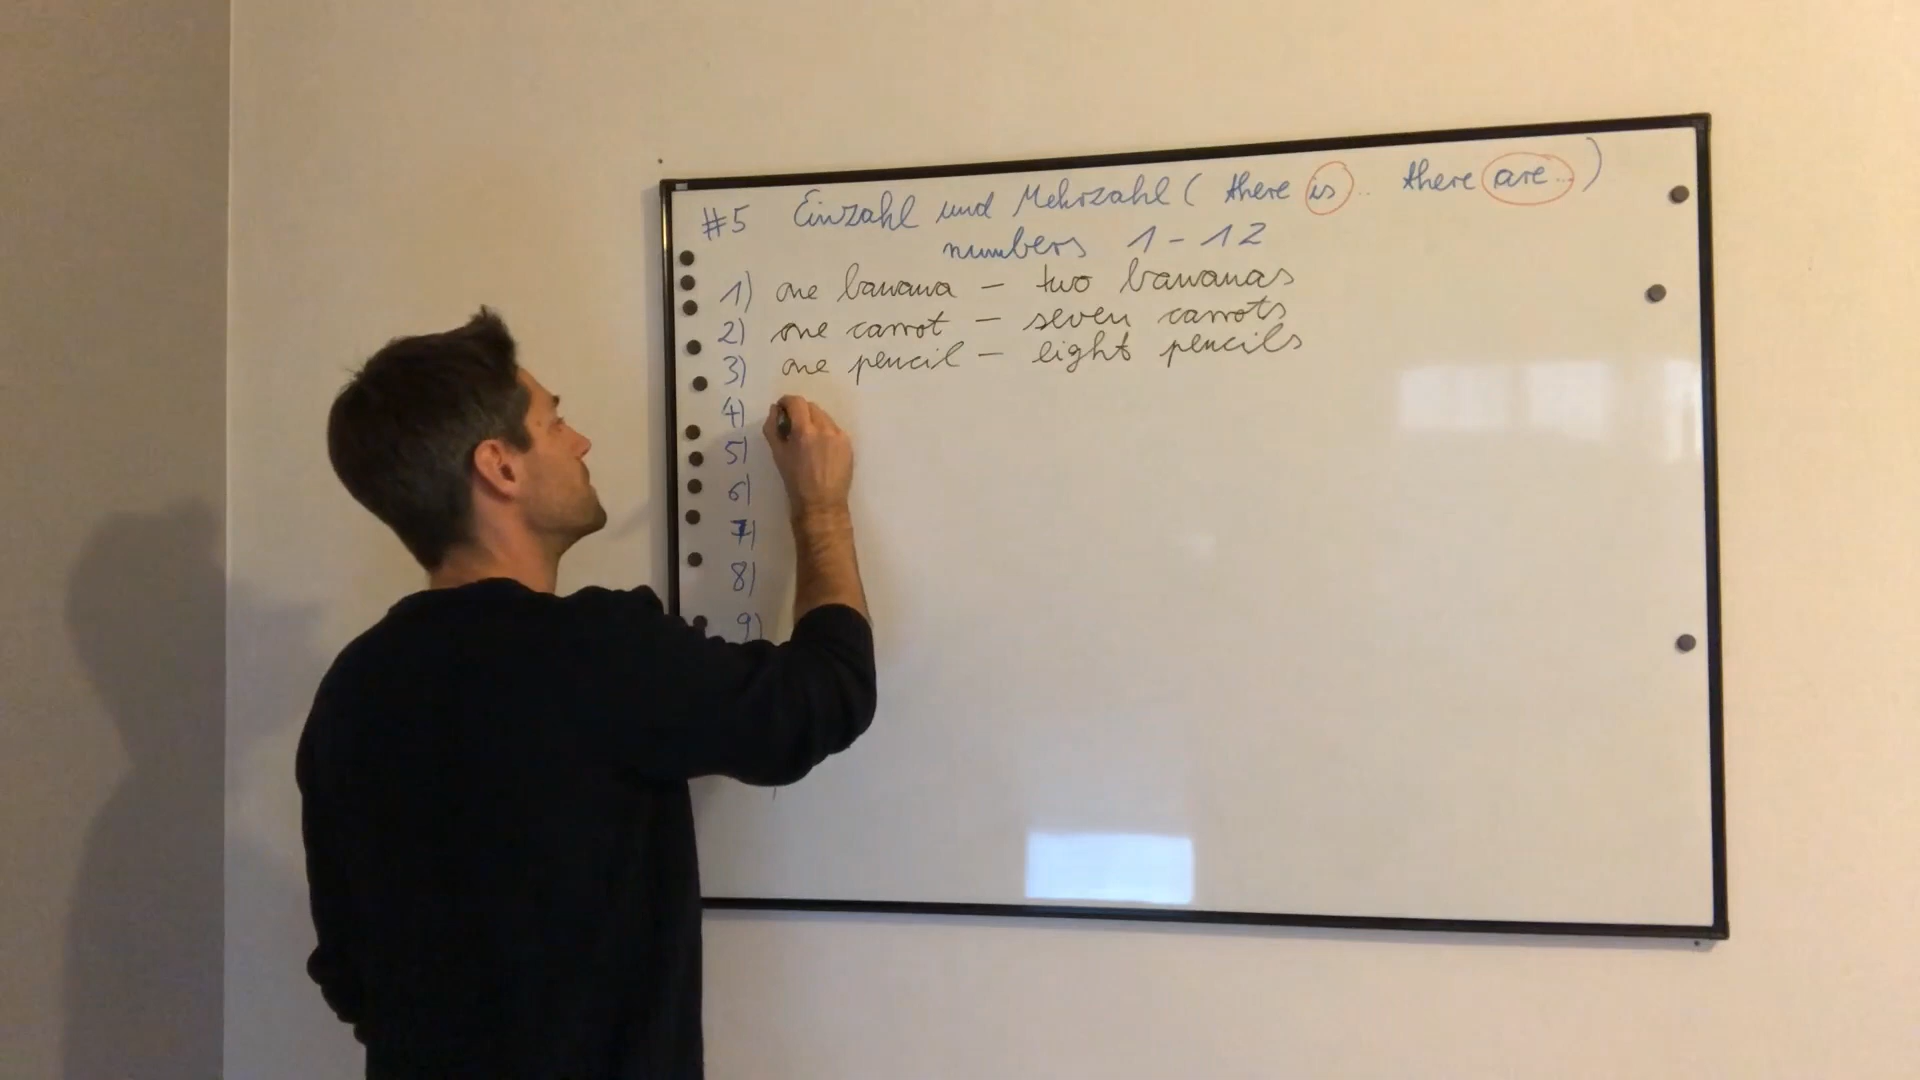 #5 Einzahl und Mehrzahl ( there is .. there are ... )
numbers 1 - 12
1) one banana - two bananas
2) one carrot - seven carrots
3) one pencil - eight pencils
4)
5)
6)
7)
8)
9)